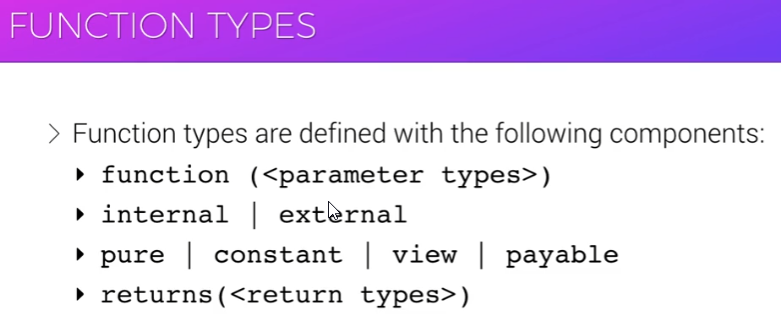 FUNCTION TYPES
> Function types are defined with the following components:
function (<parameter types>)
internal | external
pure | constant | view | payable
returns(<return types>)